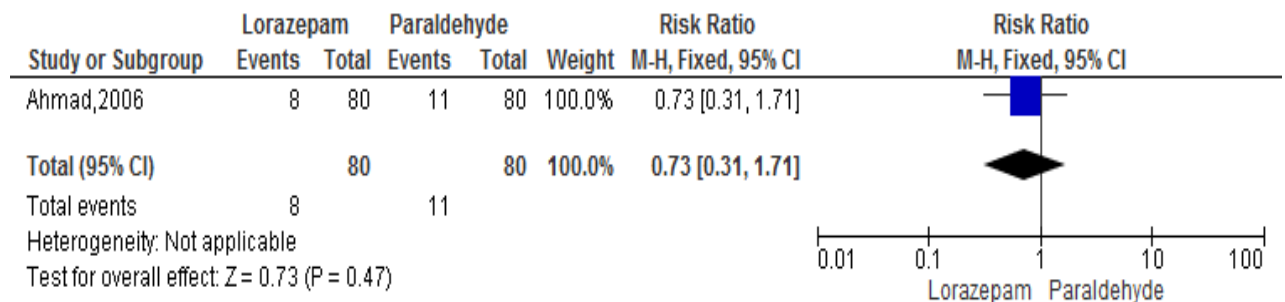 Lorazepam Paraldehyde Risk Ratio Risk Ratio
Study or Subgroup Events Total Events Total Weight M-H, Fixed, 95% CI M-H, Fixed, 95% CI
Ahmad,2006 8 80 11 80 100.0% 0.73 [0.31, 1.71]
Total (95% CI) 80 80 100.0% 0.73 [0.31, 1.71]
Total events 8 11
Heterogeneity: Not applicable
Test for overall effect: Z = 0.73 (P = 0.47)
0.01 0.1 1 10 100
Lorazepam Paraldehyde